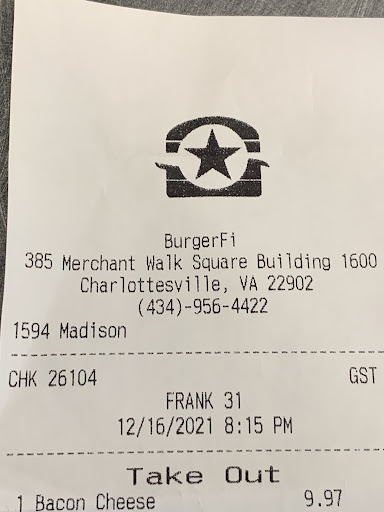 BurgerFi
385 Merchant Walk Square Building 1600
Charlottesville, VA 22902
(434)-956-4422
1594 Madison
CHK 26104 GST
FRANK 31
12/16/2021 8:15 PM
Take Out
1 Bacon Cheese 9.97